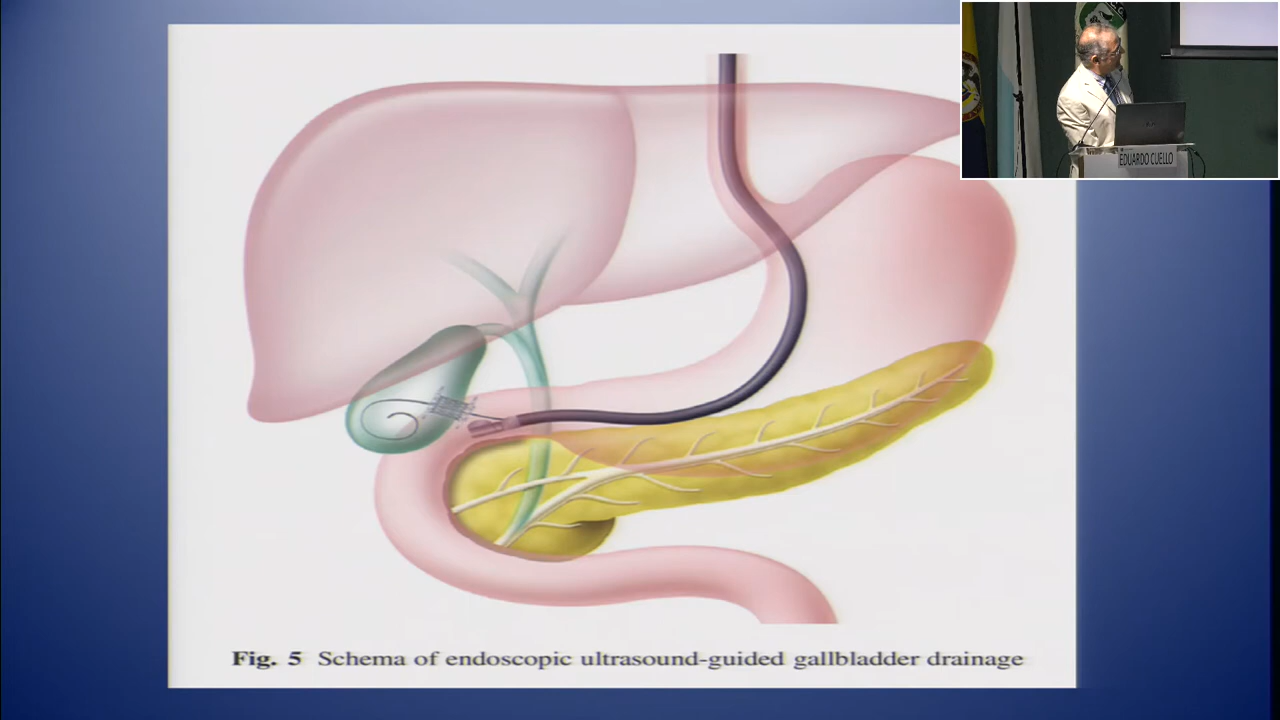 EDUARDO CUELLO
Fig. 5 Schema of endoscopic ultrasound-guided gallbladder drainage